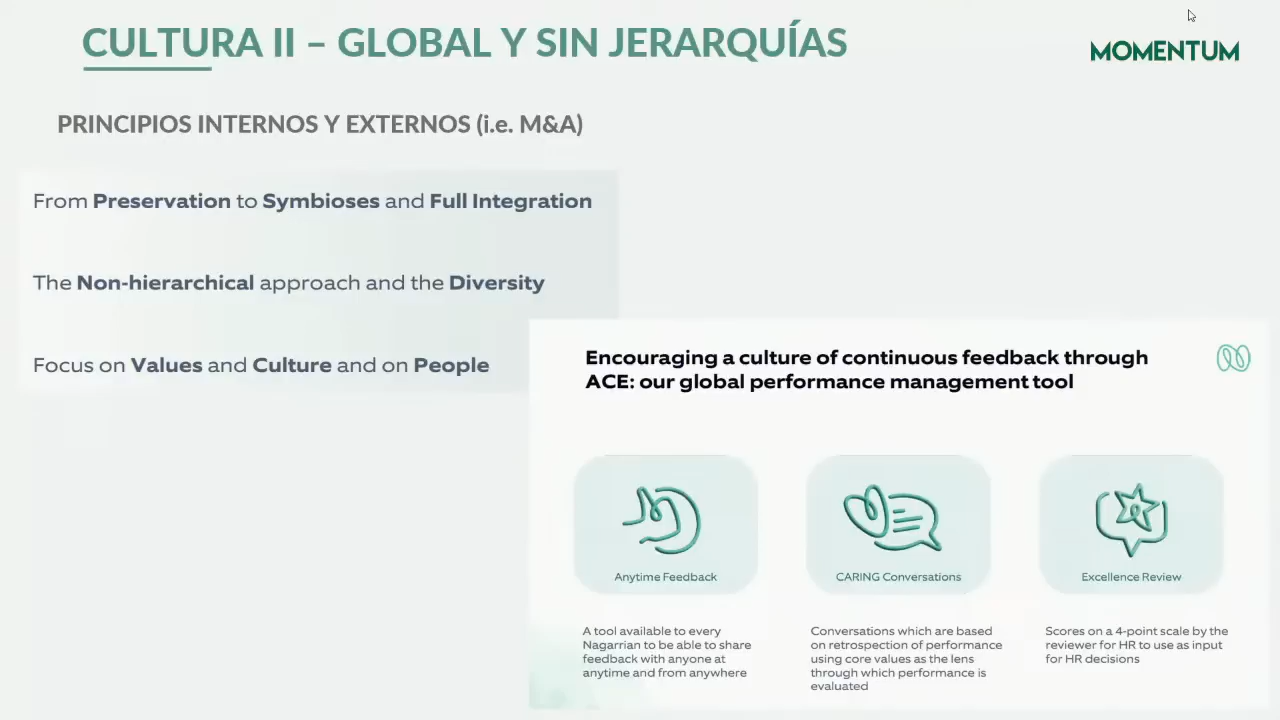 CULTURA II – GLOBAL Y SIN JERARQUÍAS
MOMENTUM
PRINCIPIOS INTERNOS Y EXTERNOS (i.e. M&A)
From Preservation to Symbioses and Full Integration
The Non-hierarchical approach and the Diversity
Focus on Values and Culture and on People
Encouraging a culture of continuous feedback through
ACE: our global performance management tool
Anytime Feedback
A tool available to every
Nagarrian to be able to share
feedback with anyone at
anytime and from anywhere
CARING Conversations
Conversations which are based
on retrospection of performance
using core values as the lens
through which performance is
evaluated
Excellence Review
Scores on a 4-point scale by the
reviewer for HR to use as input
for HR decisions